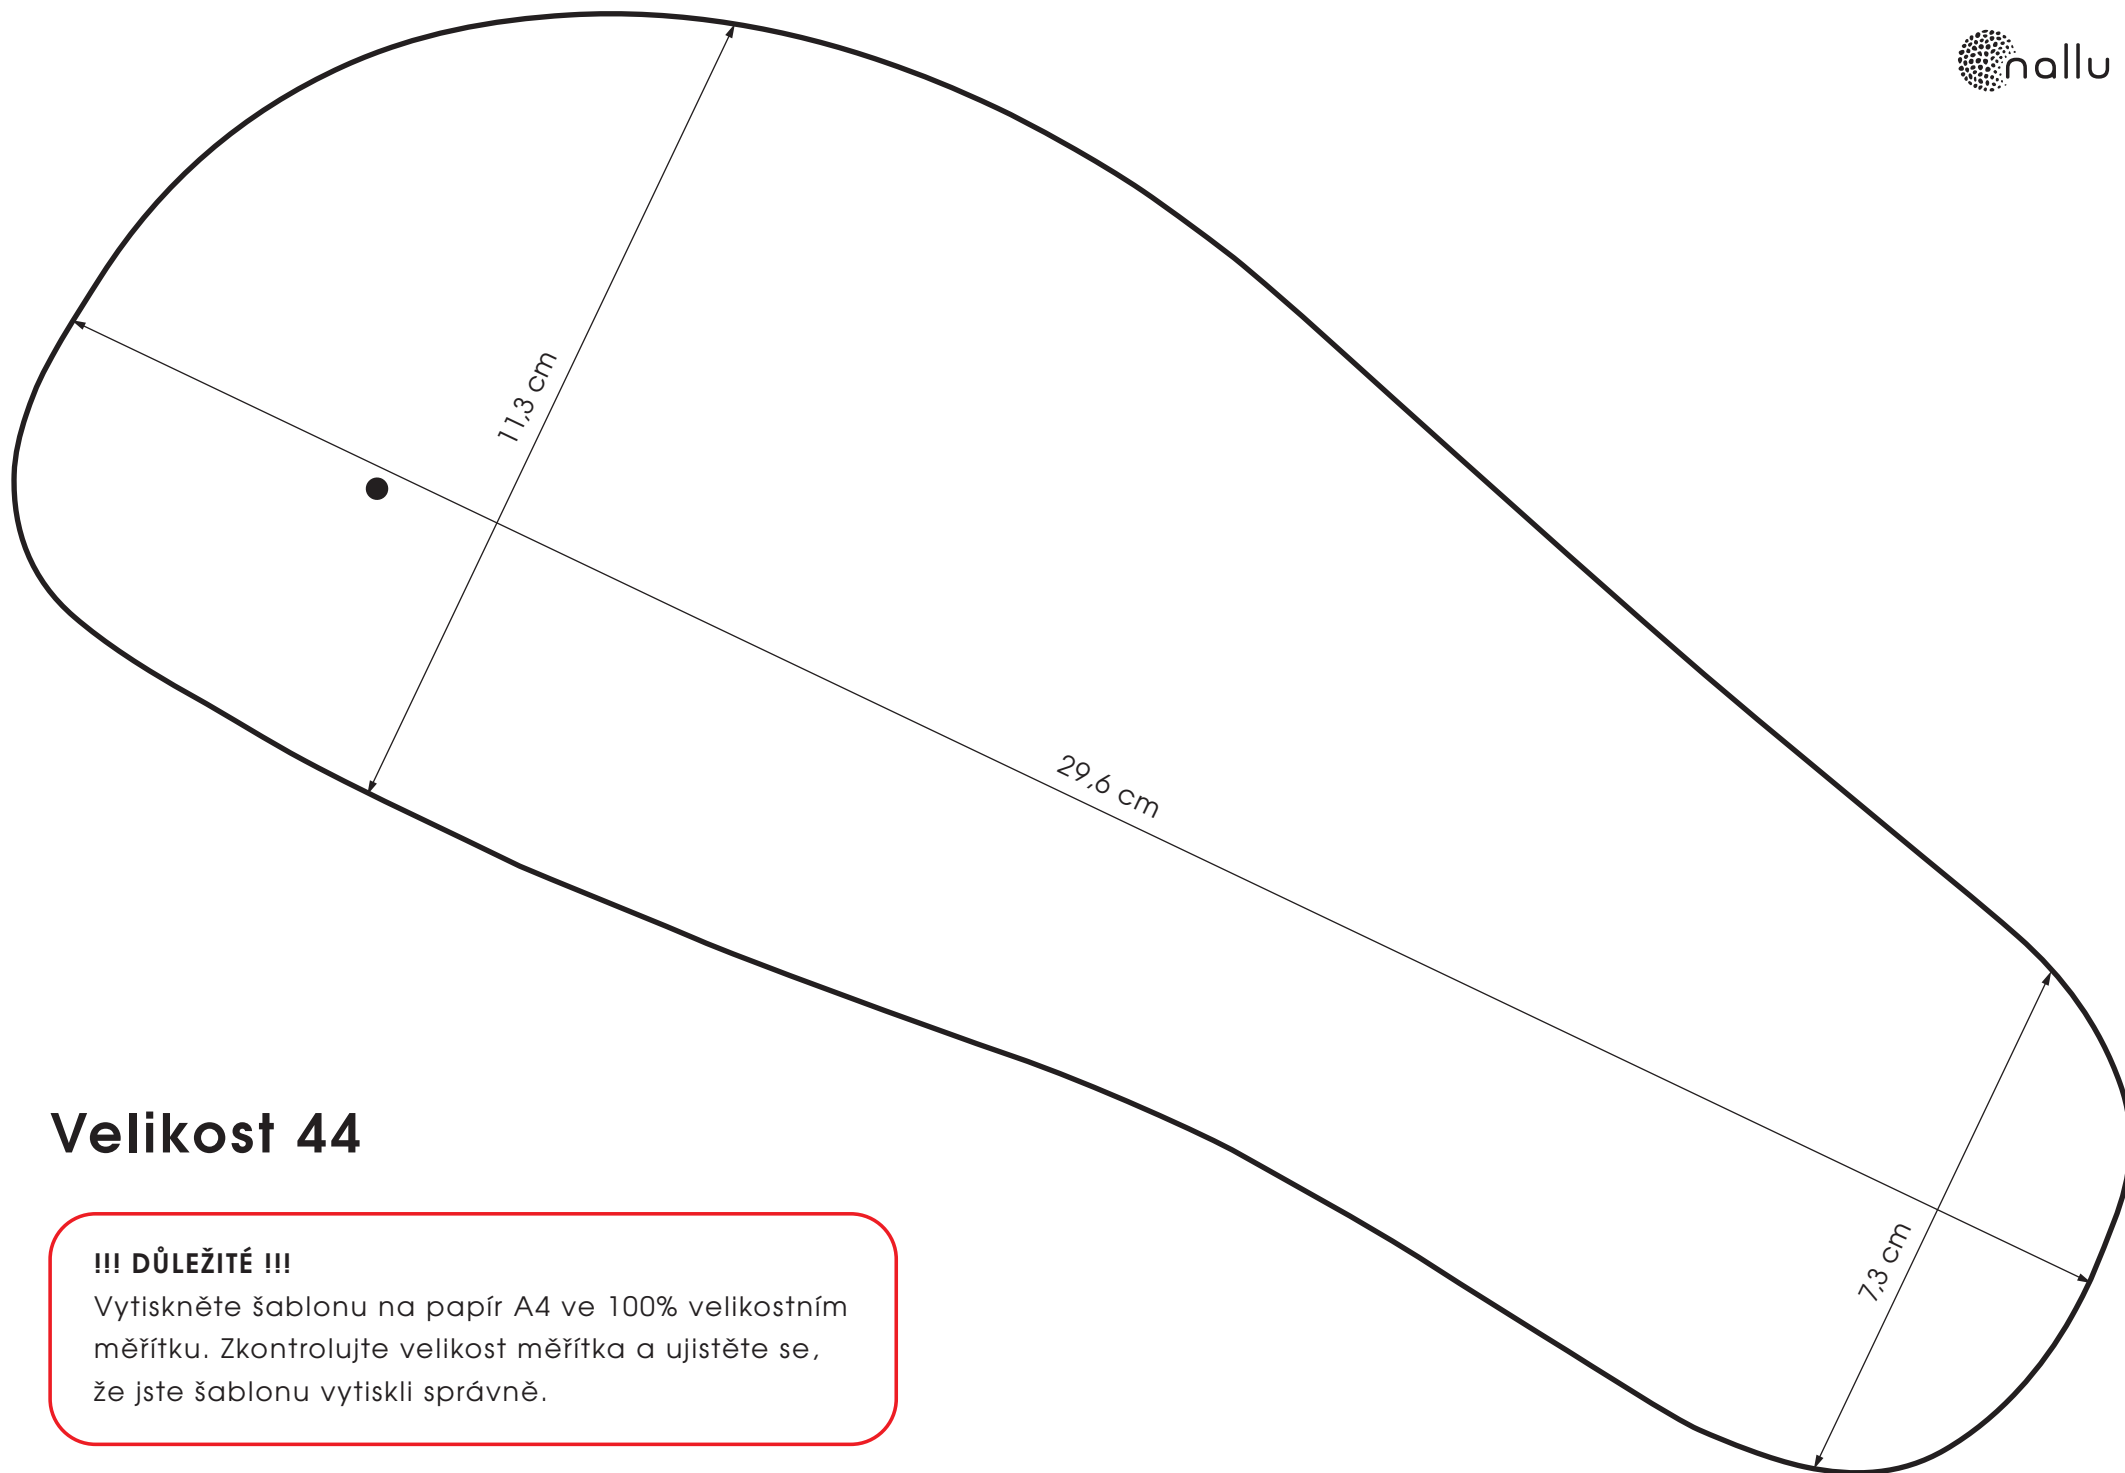 nallu
11,3 cm
29,6 cm
7,3 cm
Velikost 44
!!! DŮLEŽITÉ !!!
Vytiskněte šablonu na papír A4 ve 100% velikostním
měřítku. Zkontrolujte velikost měřítka a ujistěte se,
že jste šablonu vytiskli správně.